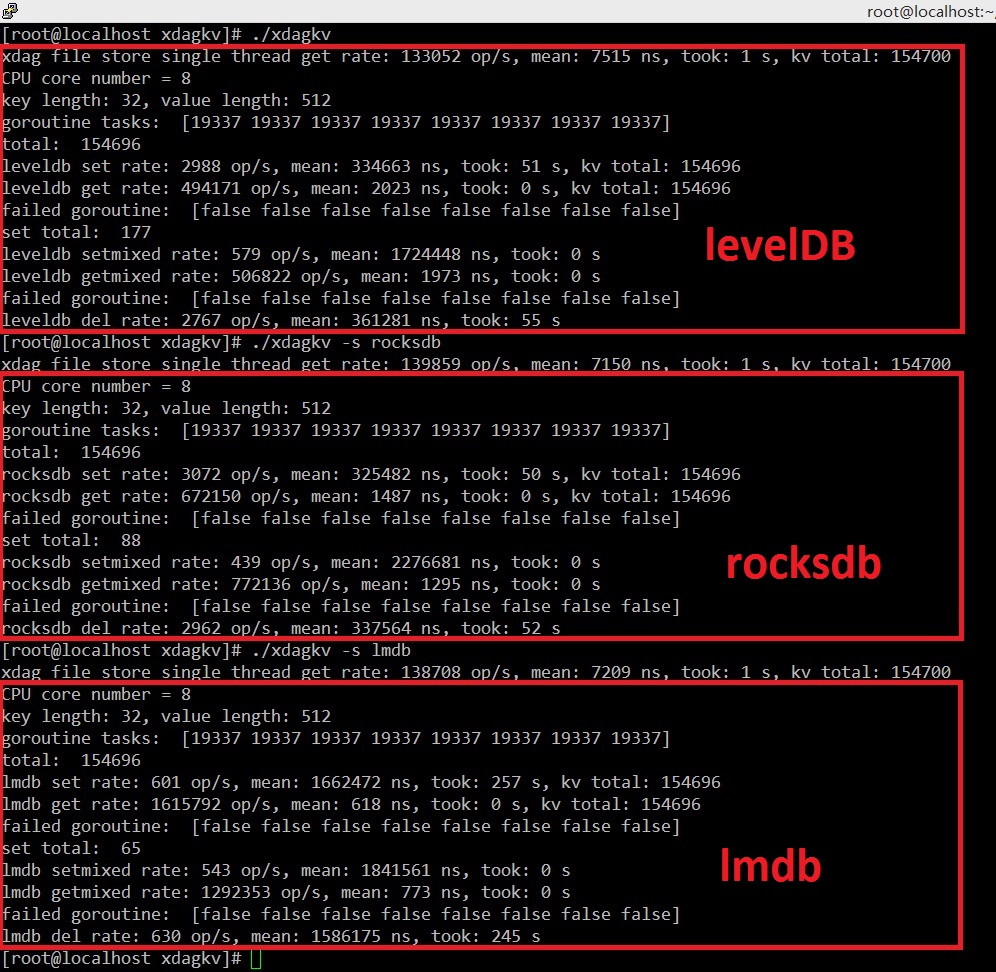 root@localhost:~
[root@localhost xdagkv]# ./xdagkv
xdag file store single thread get rate: 133052 op/s, mean: 7515 ns, took: 1 s, kv total: 154700
CPU core number = 8
key length: 32, value length: 512
goroutine tasks:  [19337 19337 19337 19337 19337 19337 19337 19337]
total:  154696
leveldb set rate: 2988 op/s, mean: 334663 ns, took: 51 s, kv total: 154696
leveldb get rate: 494171 op/s, mean: 2023 ns, took: 0 s, kv total: 154696
failed goroutine:  [false false false false false false false false]
set total:  177
levelDB
leveldb setmixed rate: 579 op/s, mean: 1724448 ns, took: 0 s
leveldb getmixed rate: 506822 op/s, mean: 1973 ns, took: 0 s
failed goroutine:  [false false false false false false false false]
leveldb del rate: 2767 op/s, mean: 361281 ns, took: 55 s
[root@localhost xdagkv]# ./xdagkv -s rocksdb
xdag file store single thread get rate: 139859 op/s, mean: 7150 ns, took: 1 s, kv total: 154700
CPU core number = 8
key length: 32, value length: 512
goroutine tasks:  [19337 19337 19337 19337 19337 19337 19337 19337]
total:  154696
rocksdb set rate: 3072 op/s, mean: 325482 ns, took: 50 s, kv total: 154696
rocksdb get rate: 672150 op/s, mean: 1487 ns, took: 0 s, kv total: 154696
failed goroutine:  [false false false false false false false false]
set total:  88
rocksdb setmixed rate: 439 op/s, mean: 2276681 ns, took: 0 s
rocksdb
rocksdb getmixed rate: 772136 op/s, mean: 1295 ns, took: 0 s
failed goroutine:  [false false false false false false false false]
rocksdb del rate: 2962 op/s, mean: 337564 ns, took: 52 s
[root@localhost xdagkv]# ./xdagkv -s lmdb
xdag file store single thread get rate: 138708 op/s, mean: 7209 ns, took: 1 s, kv total: 154700
CPU core number = 8
key length: 32, value length: 512
goroutine tasks:  [19337 19337 19337 19337 19337 19337 19337 19337]
total:  154696
lmdb set rate: 601 op/s, mean: 1662472 ns, took: 257 s, kv total: 154696
lmdb get rate: 1615792 op/s, mean: 618 ns, took: 0 s, kv total: 154696
failed goroutine:  [false false false false false false false false]
set total:  65
lmdb setmixed rate: 543 op/s, mean: 1841561 ns, took: 0 s
lmdb
lmdb getmixed rate: 1292353 op/s, mean: 773 ns, took: 0 s
failed goroutine:  [false false false false false false false false]
lmdb del rate: 630 op/s, mean: 1586175 ns, took: 245 s
[root@localhost xdagkv]#